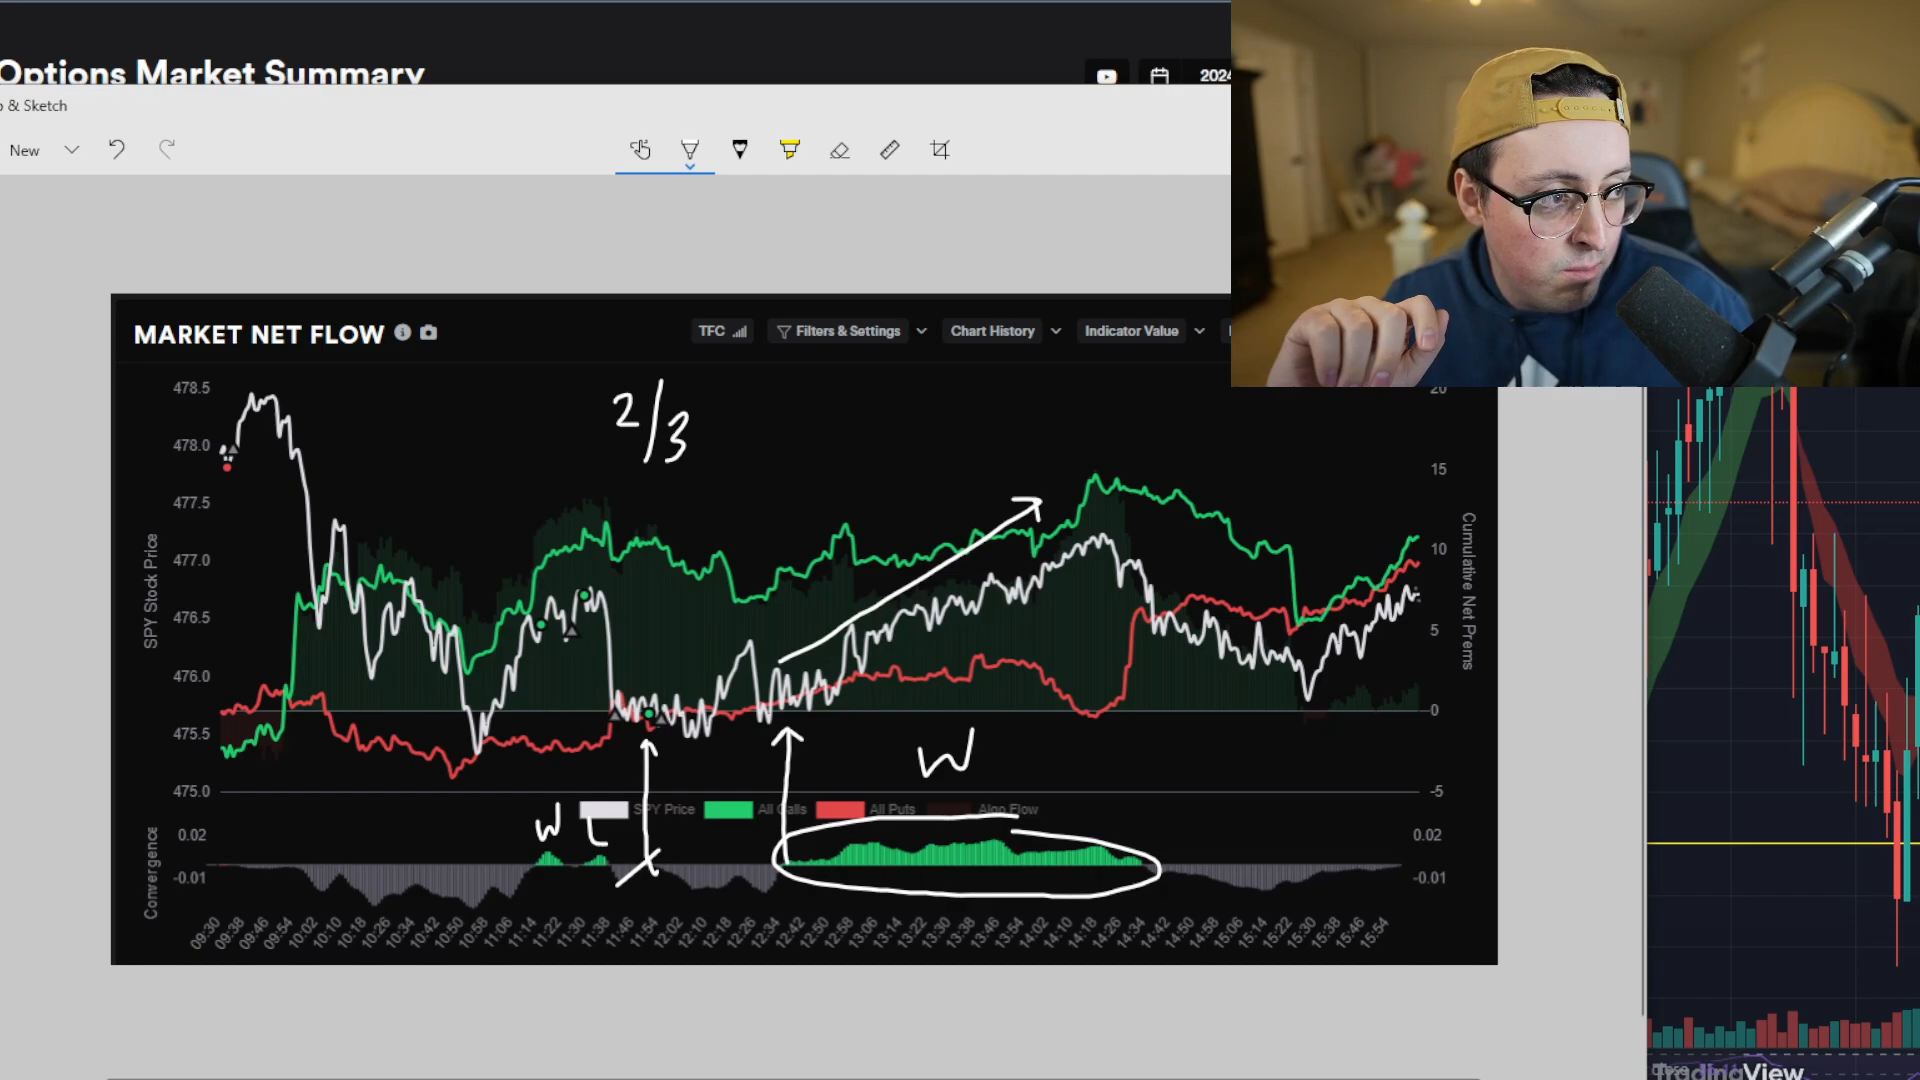 Options Market Summary
2024
& Sketch
New
MARKET NET FLOW
TFC
Filters & Settings
Chart History
Indicator Value
2/3
478.5
478.0
477.5
477.0
476.5
476.0
475.5
475.0
SPY Stock Price
20
15
10
5
0
-5
Cumulative Net Prems
W
W L
SPY Price
All Calls
All Puts
Algo Flow
Convergence
0.02
-0.01
0.02
-0.01
09:30 09:38 09:46 09:54 10:02 10:10 10:18 10:26 10:34 10:42 10:50 10:58 11:06 11:14 11:22 11:30 11:38 11:46 11:54 12:02 12:10 12:18 12:26 12:34 12:42 12:50 12:58 13:06 13:14 13:22 13:30 13:38 13:46 13:54 14:02 14:10 14:18 14:26 14:34 14:42 14:50 14:58 15:06 15:14 15:22 15:30 15:38 15:46 15:54
TradingView